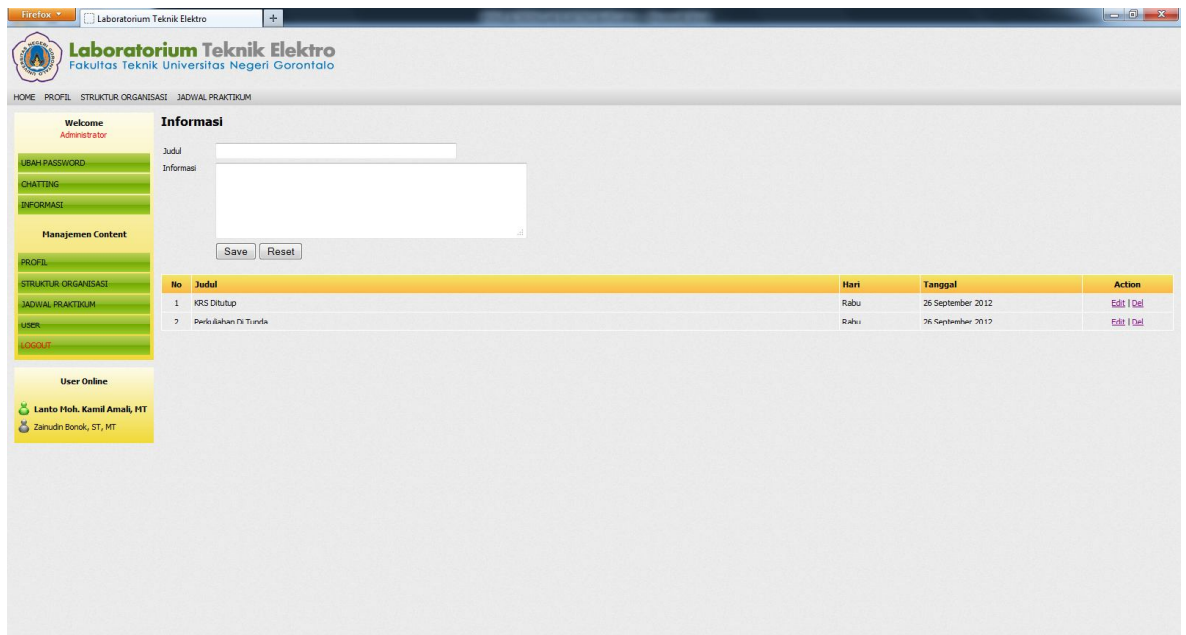 Firefox
Laboratorium Teknik Elektro
+
Laboratorium Teknik Elektro
Fakultas Teknik Universitas Negeri Gorontalo
HOME PROFIL STRUKTUR ORGANISASI JADWAL PRAKTIKUM
Welcome
Administrator
UBAH PASSWORD
CHATTING
INFORMASI
Manajemen Content
PROFIL
STRUKTUR ORGANISASI
JADWAL PRAKTIKUM
USER
LOGOUT
User Online
Lanto Moh. Kamil Amali, MT
Zainudin Bonok, ST, MT
Informasi
Judul
Informasi
Save Reset
No Judul Hari Tanggal Action
1 KRS Ditutup Rabu 26 September 2012 Edit | Del
2 Perkuliahan Di Tunda Rabu 26 September 2012 Edit | Del